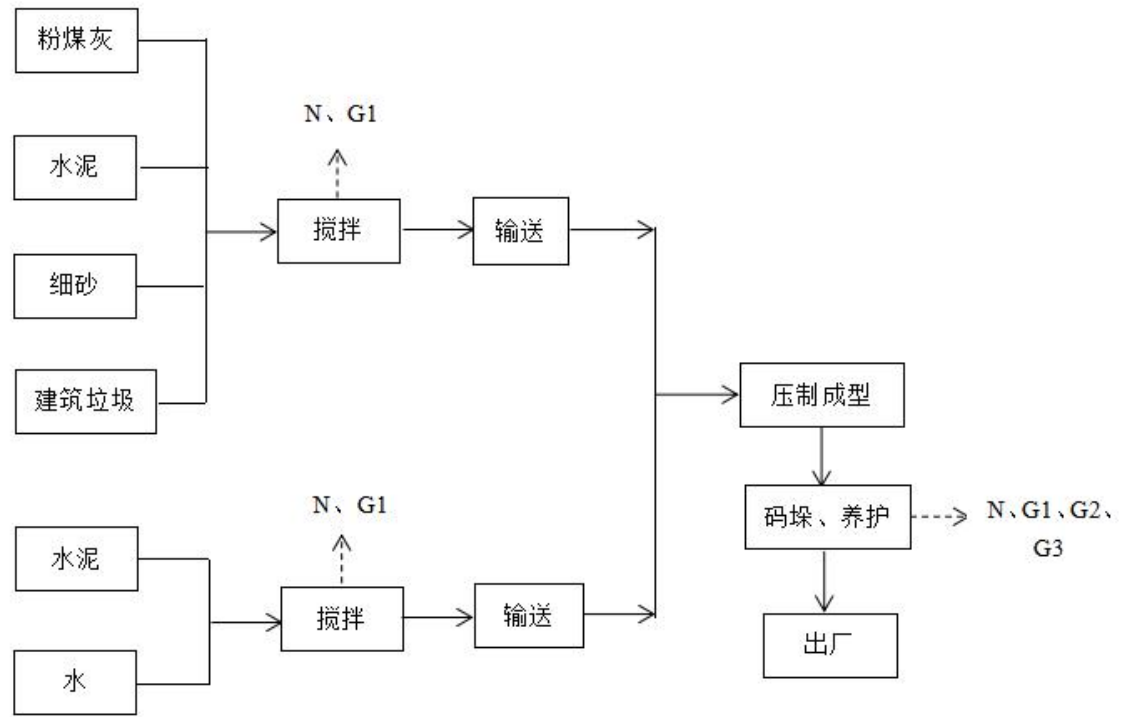 粉煤灰
N、G1
水泥
搅拌
输送
细砂
建筑垃圾
压制成型
码垛、养护
N、G1、G2、
G3
出厂
N、G1
水泥
搅拌
输送
水